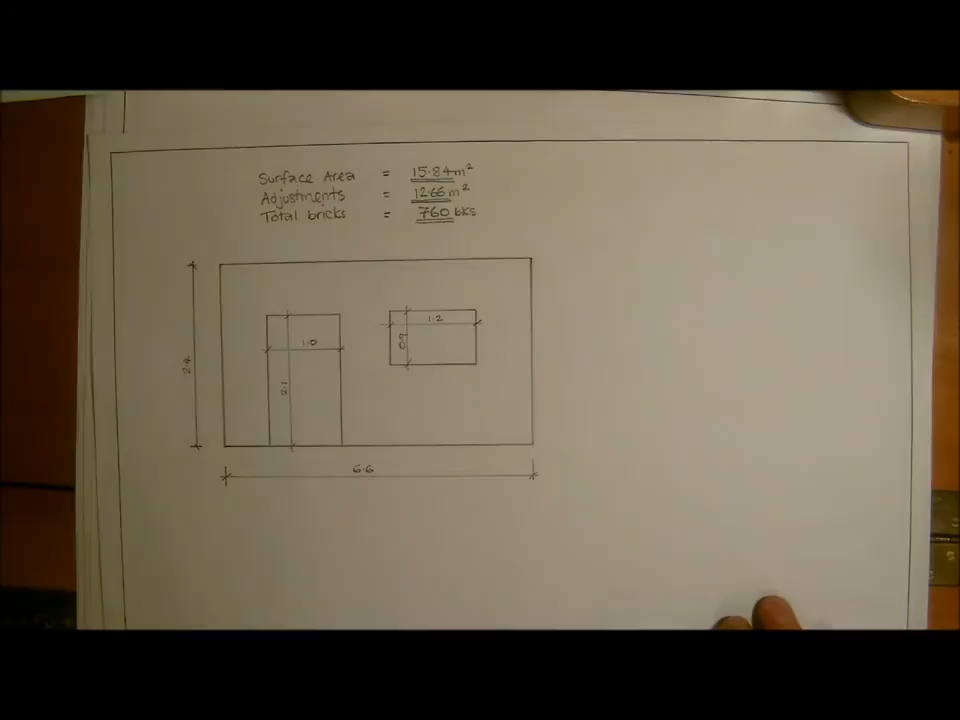 Surface Area = 15.84m²
Adjustments = 12.66m²
Total bricks = 760 bks
1.2
0.9
1.0
2.4
2.1
6.6